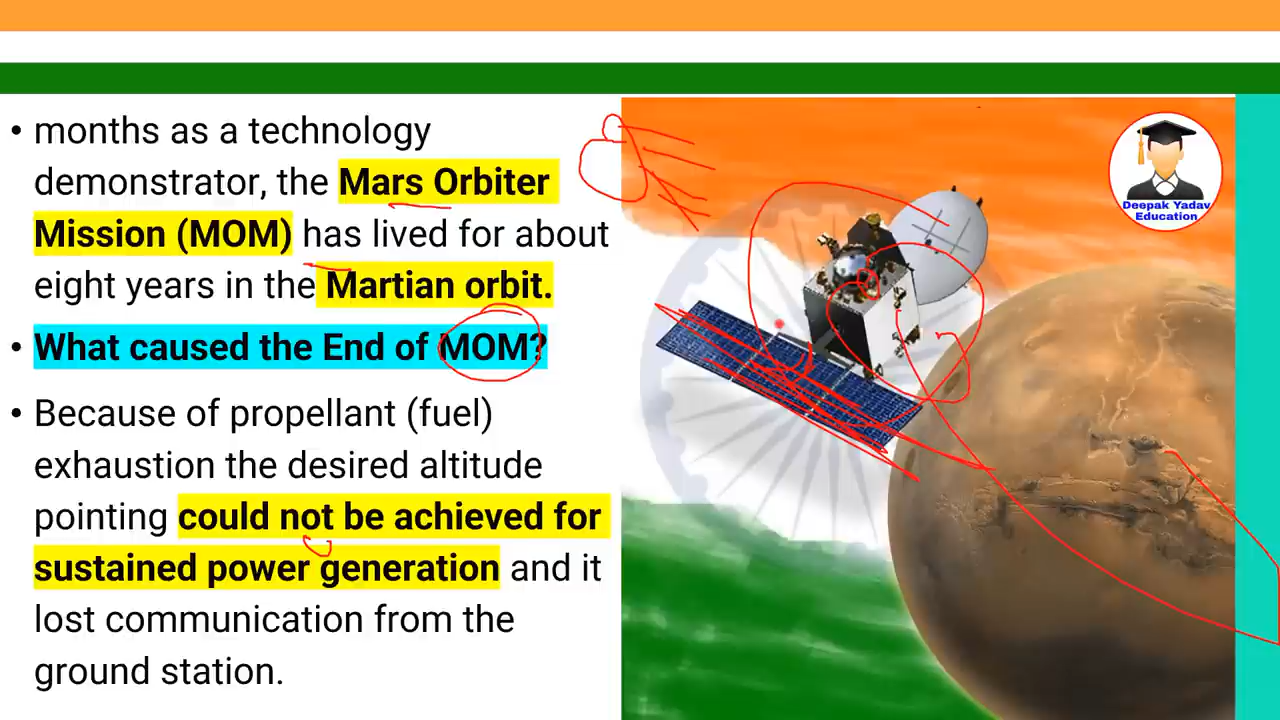 • months as a technology
demonstrator, the Mars Orbiter
Mission (MOM) has lived for about
eight years in the Martian orbit.
• What caused the End of MOM?
• Because of propellant (fuel)
exhaustion the desired altitude
pointing could not be achieved for
sustained power generation and it
lost communication from the
ground station.
Deepak Yadav
Education